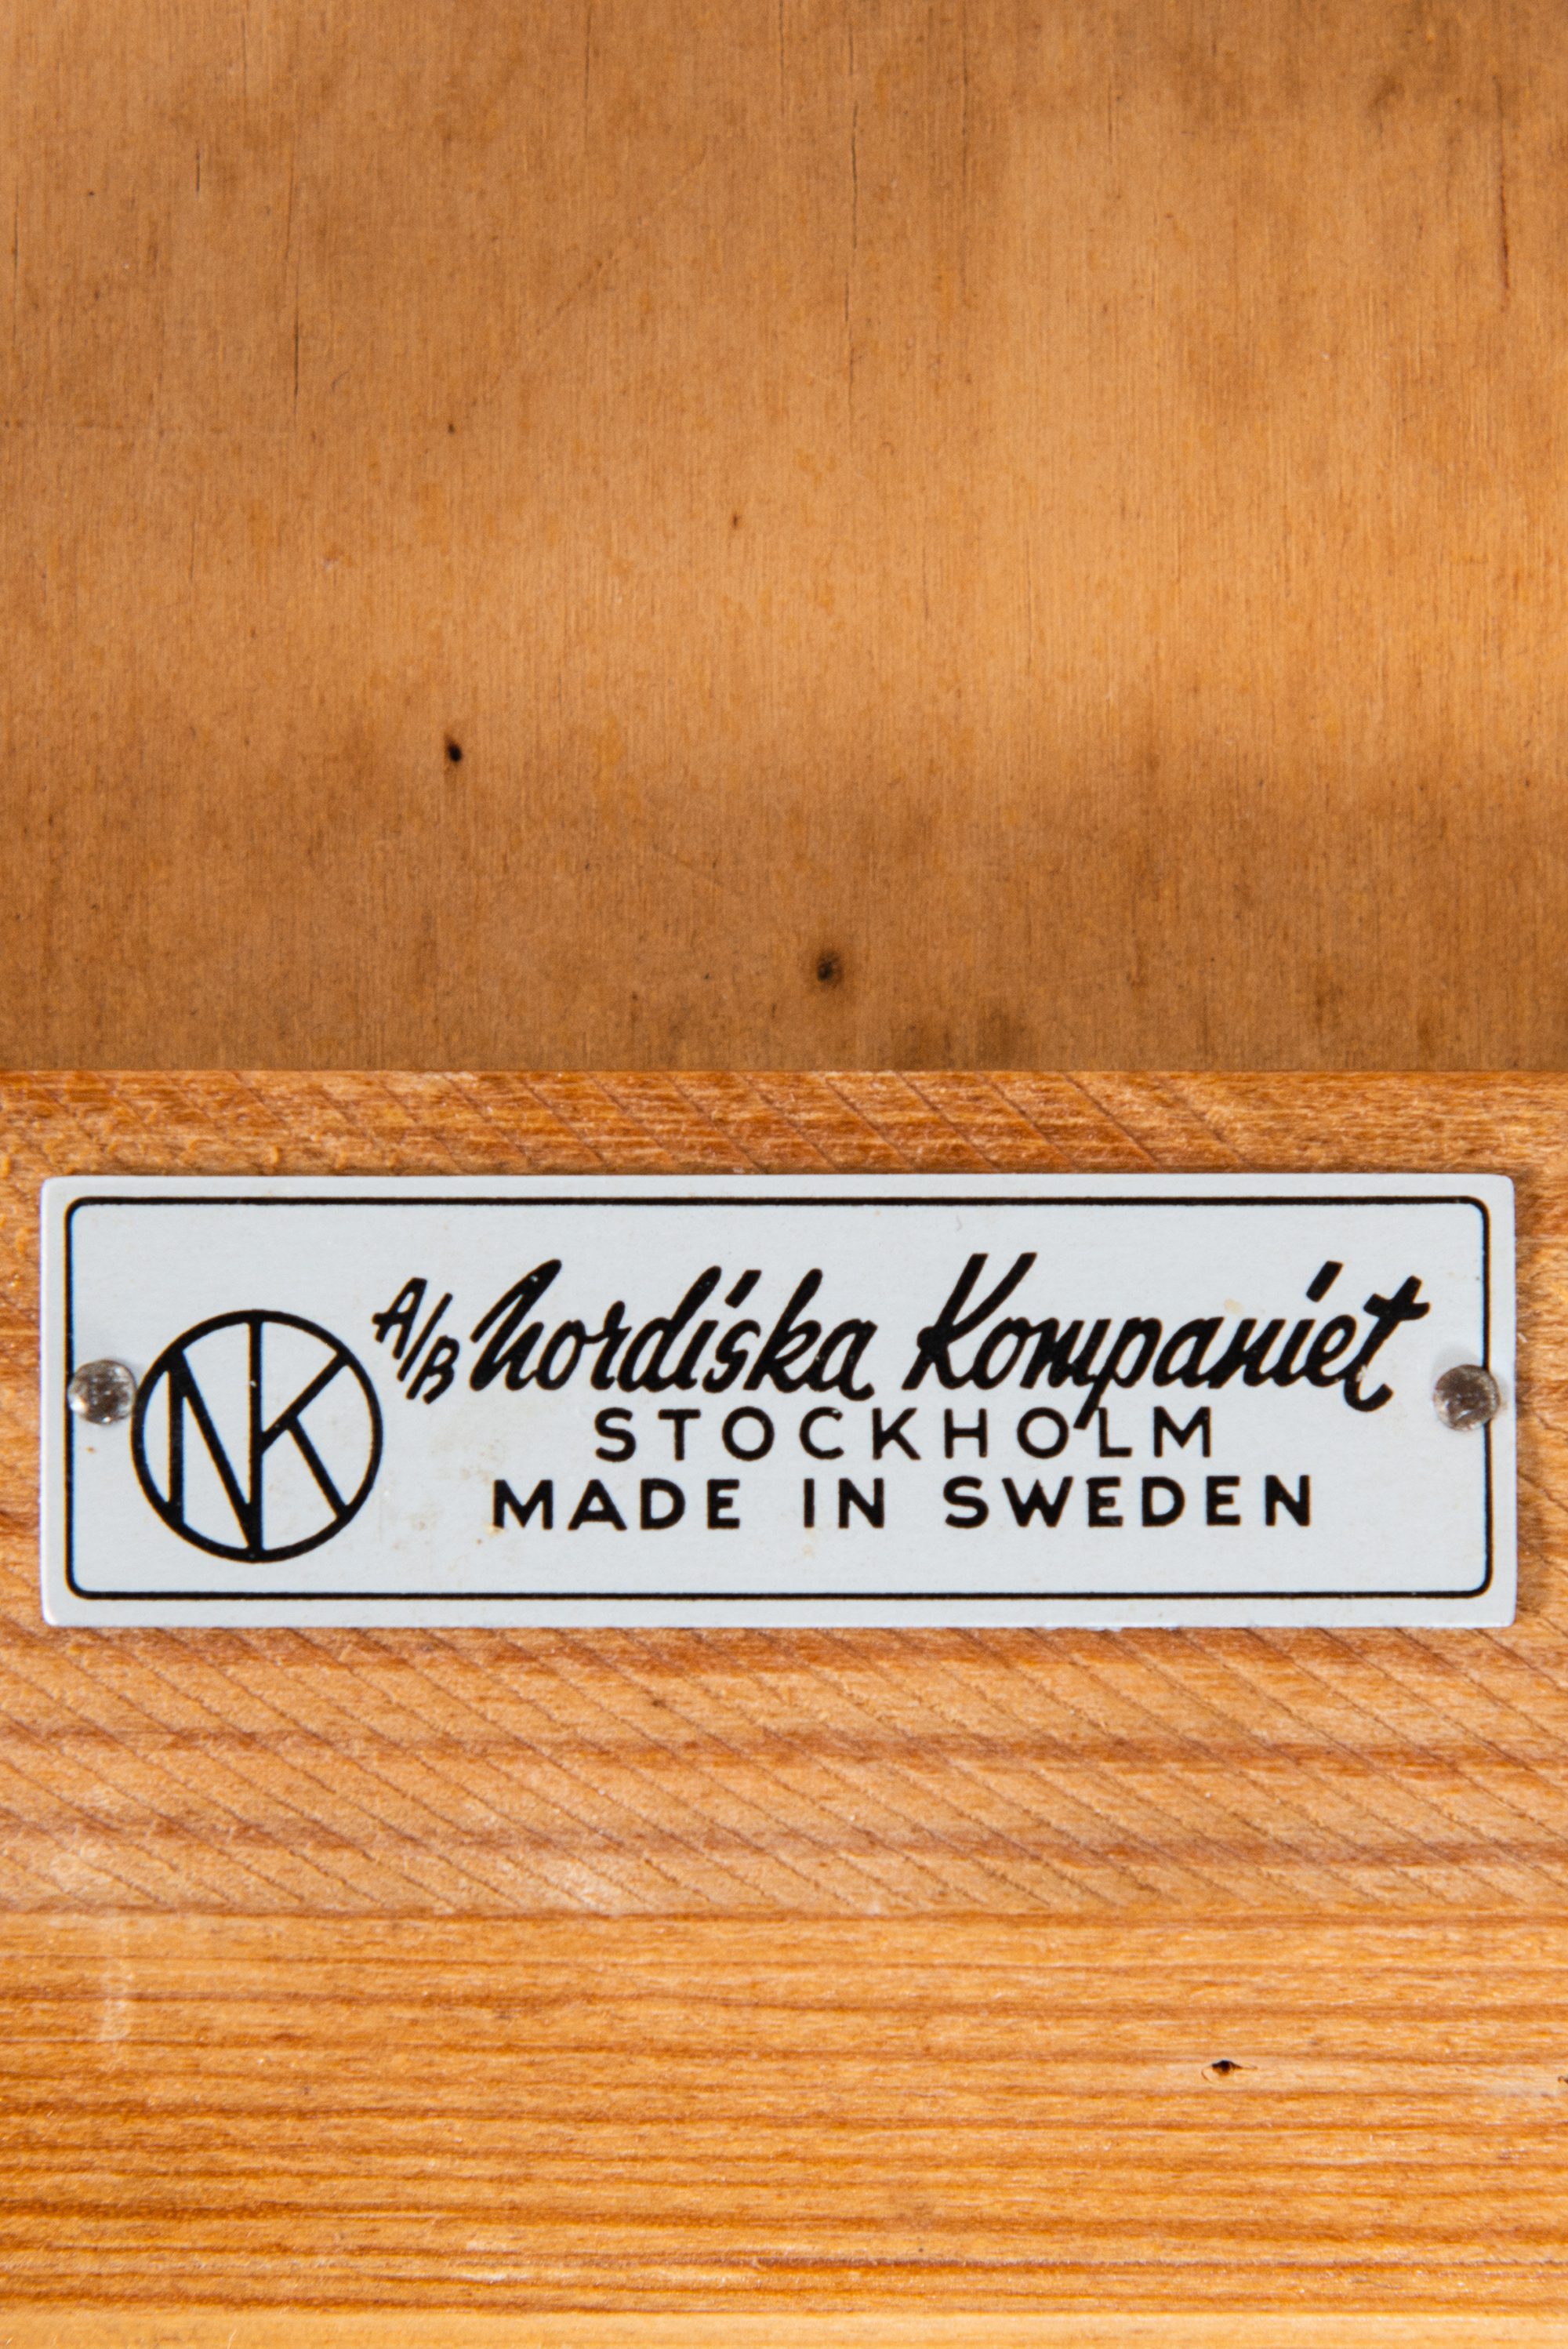 NK
A/B Nordiska Kompaniet
STOCKHOLM
MADE IN SWEDEN